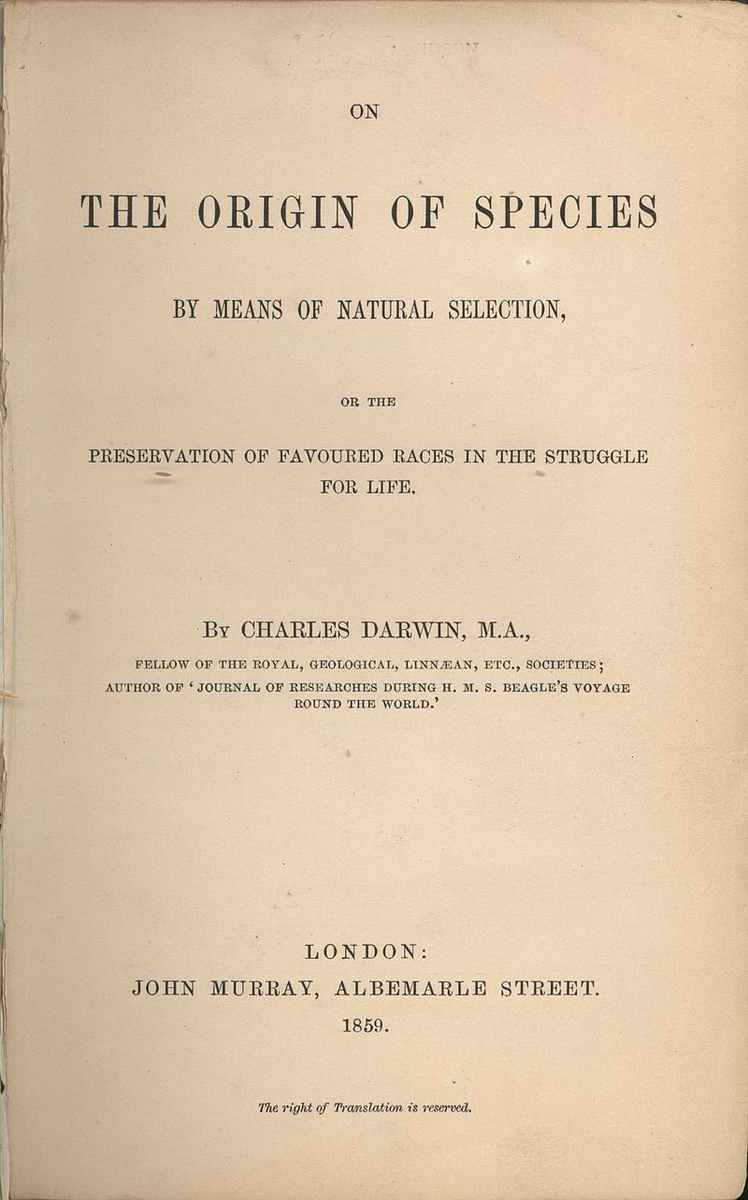 ON
THE ORIGIN OF SPECIES
BY MEANS OF NATURAL SELECTION,
OR THE
PRESERVATION OF FAVOURED RACES IN THE STRUGGLE
FOR LIFE.
BY CHARLES DARWIN, M.A.,
FELLOW OF THE ROYAL, GEOLOGICAL, LINNÆAN, ETC., SOCIETIES;
AUTHOR OF ‘JOURNAL OF RESEARCHES DURING H. M. S. BEAGLE’S VOYAGE
ROUND THE WORLD.’
LONDON:
JOHN MURRAY, ALBEMARLE STREET.
1859.
The right of Translation is reserved.